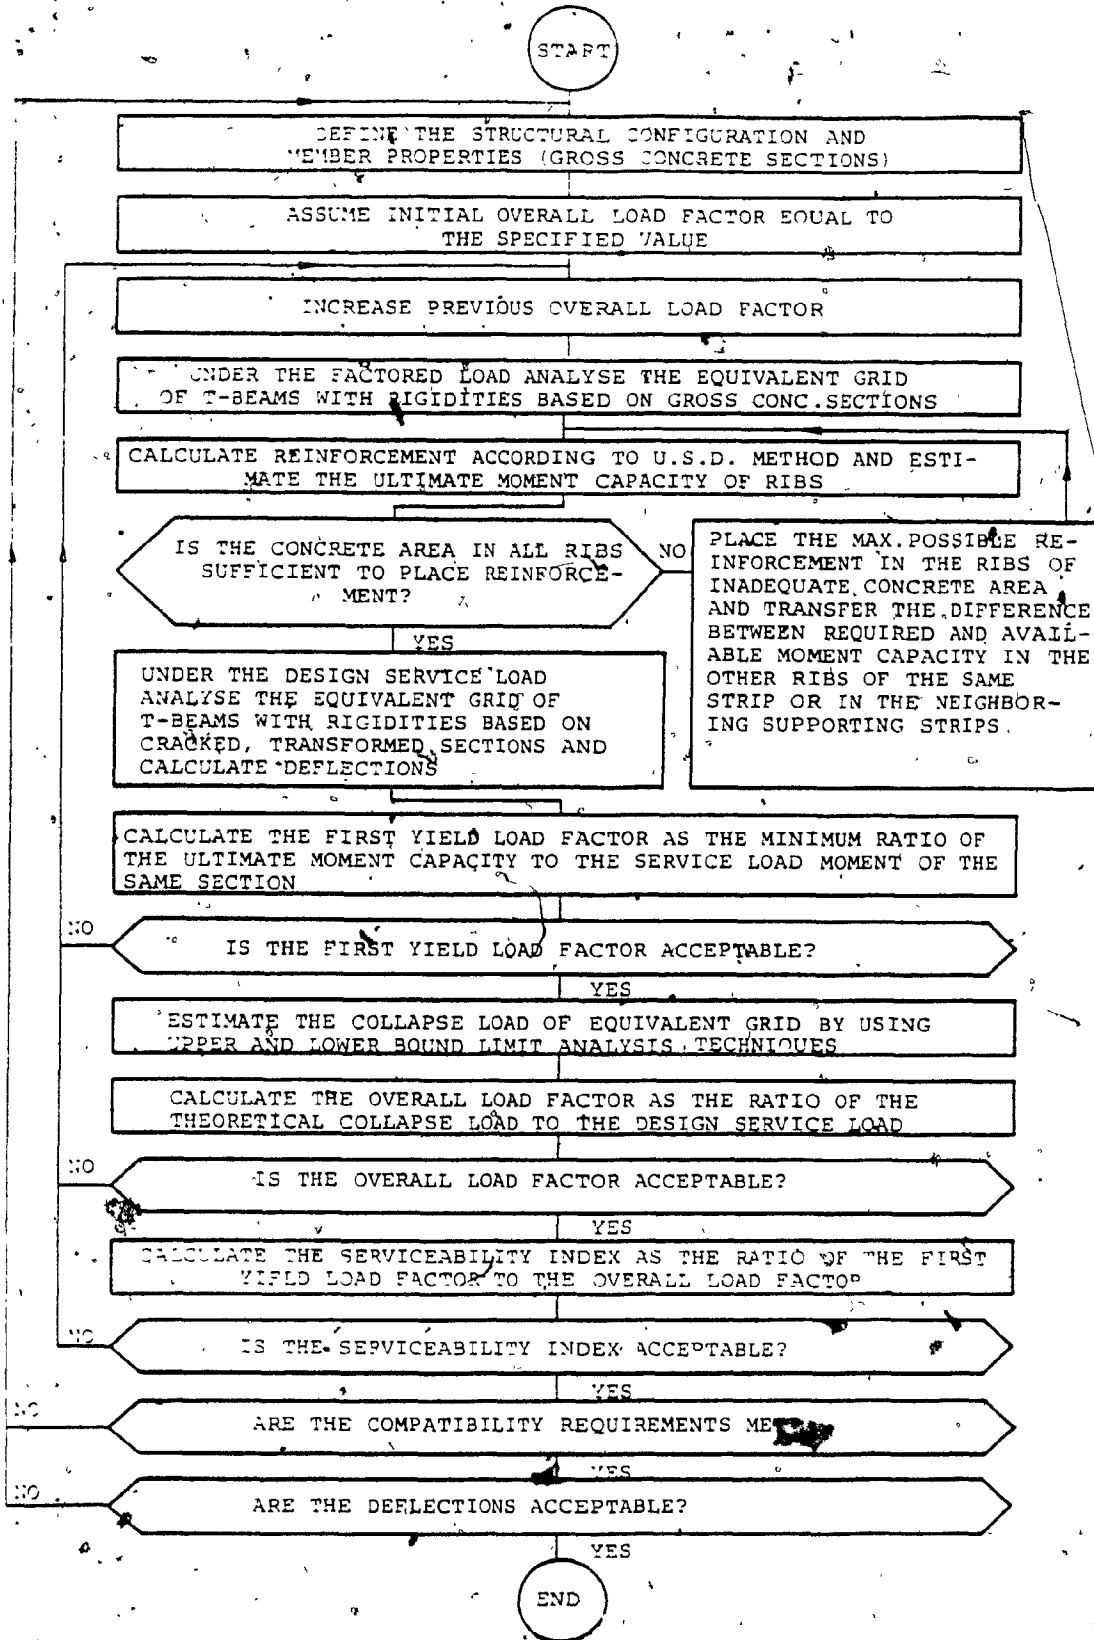 START
DEFINE THE STRUCTURAL CONFIGURATION AND
MEMBER PROPERTIES (GROSS CONCRETE SECTIONS)
ASSUME INITIAL OVERALL LOAD FACTOR EQUAL TO
THE SPECIFIED VALUE
INCREASE PREVIOUS OVERALL LOAD FACTOR
UNDER THE FACTORED LOAD ANALYSE THE EQUIVALENT GRID
OF T-BEAMS WITH RIGIDITIES BASED ON GROSS CONC.SECTIONS
CALCULATE REINFORCEMENT ACCORDING TO U.S.D. METHOD AND ESTI-
MATE THE ULTIMATE MOMENT CAPACITY OF RIBS
IS THE CONCRETE AREA IN ALL RIBS
SUFFICIENT TO PLACE REINFORCE-
MENT?
NO
PLACE THE MAX.POSSIBLE RE-
INFORCEMENT IN THE RIBS OF
INADEQUATE CONCRETE AREA
AND TRANSFER THE DIFFERENCE
BETWEEN REQUIRED AND AVAIL-
ABLE MOMENT CAPACITY IN THE
OTHER RIBS OF THE SAME
STRIP OR IN THE NEIGHBOR-
ING SUPPORTING STRIPS.
YES
UNDER THE DESIGN SERVICE LOAD
ANALYSE THE EQUIVALENT GRID OF
T-BEAMS WITH RIGIDITIES BASED ON
CRACKED, TRANSFORMED SECTIONS AND
CALCULATE DEFLECTIONS
CALCULATE THE FIRST YIELD LOAD FACTOR AS THE MINIMUM RATIO OF
THE ULTIMATE MOMENT CAPACITY TO THE SERVICE LOAD MOMENT OF THE
SAME SECTION
NO
IS THE FIRST YIELD LOAD FACTOR ACCEPTABLE?
YES
ESTIMATE THE COLLAPSE LOAD OF EQUIVALENT GRID BY USING
UPPER AND LOWER BOUND LIMIT ANALYSIS TECHNIQUES
CALCULATE THE OVERALL LOAD FACTOR AS THE RATIO OF THE
THEORETICAL COLLAPSE LOAD TO THE DESIGN SERVICE LOAD
NO
IS THE OVERALL LOAD FACTOR ACCEPTABLE?
YES
CALCULATE THE SERVICEABILITY INDEX AS THE RATIO OF THE FIRST
YIELD LOAD FACTOR TO THE OVERALL LOAD FACTOR
NO
IS THE SERVICEABILITY INDEX ACCEPTABLE?
YES
NO
ARE THE COMPATIBILITY REQUIREMENTS
YES
NO
ARE THE DEFLECTIONS ACCEPTABLE?
YES
END